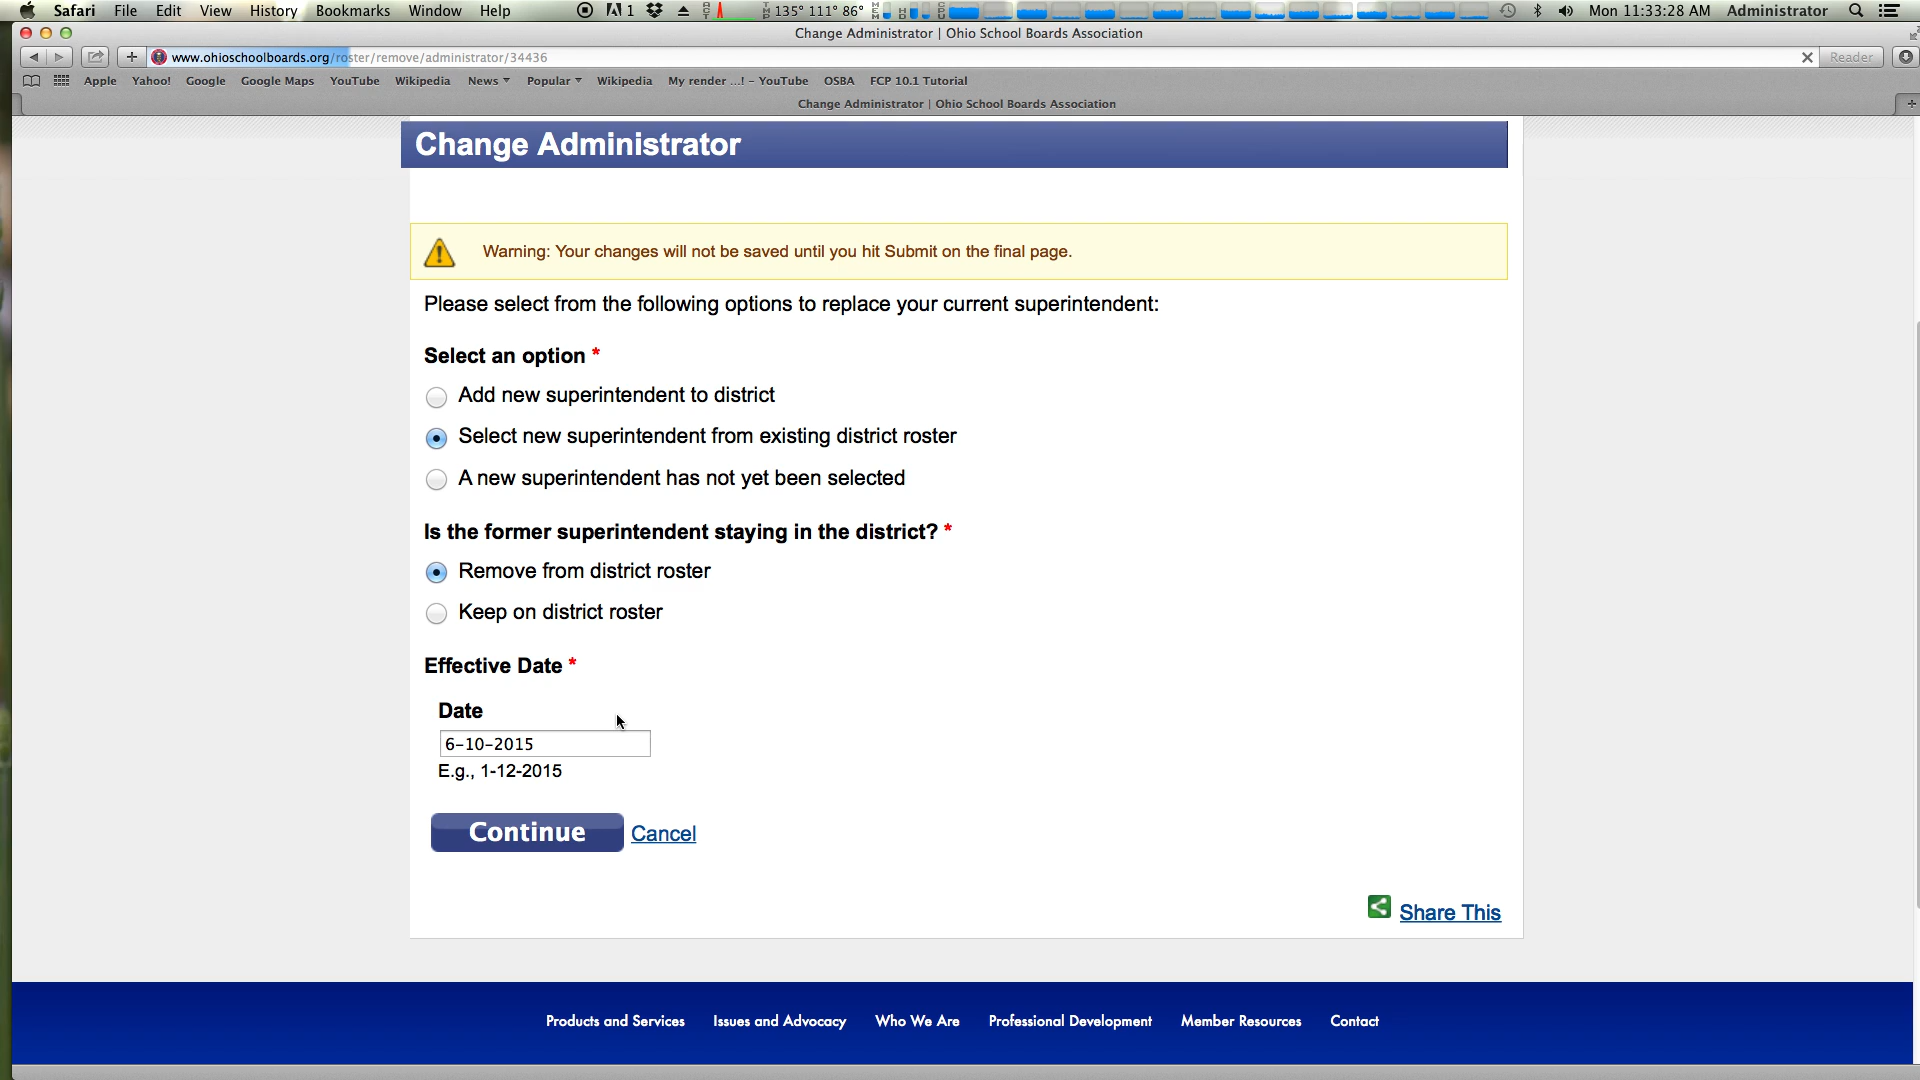 Safari File Edit View History Bookmarks Window Help 1 135° 111° 86° Mon 11:33:28 AM Administrator
Change Administrator | Ohio School Boards Association
www.ohioschoolboards.org/roster/remove/administrator/34436 Reader
Apple Yahoo! Google Google Maps YouTube Wikipedia News Popular Wikipedia My render ...! - YouTube OSBA FCP 10.1 Tutorial
Change Administrator | Ohio School Boards Association
Change Administrator
Warning: Your changes will not be saved until you hit Submit on the final page.
Please select from the following options to replace your current superintendent:
Select an option *
Add new superintendent to district
Select new superintendent from existing district roster
A new superintendent has not yet been selected
Is the former superintendent staying in the district? *
Remove from district roster
Keep on district roster
Effective Date *
Date
6-10-2015
E.g., 1-12-2015
Continue Cancel
Share This
Products and Services Issues and Advocacy Who We Are Professional Development Member Resources Contact